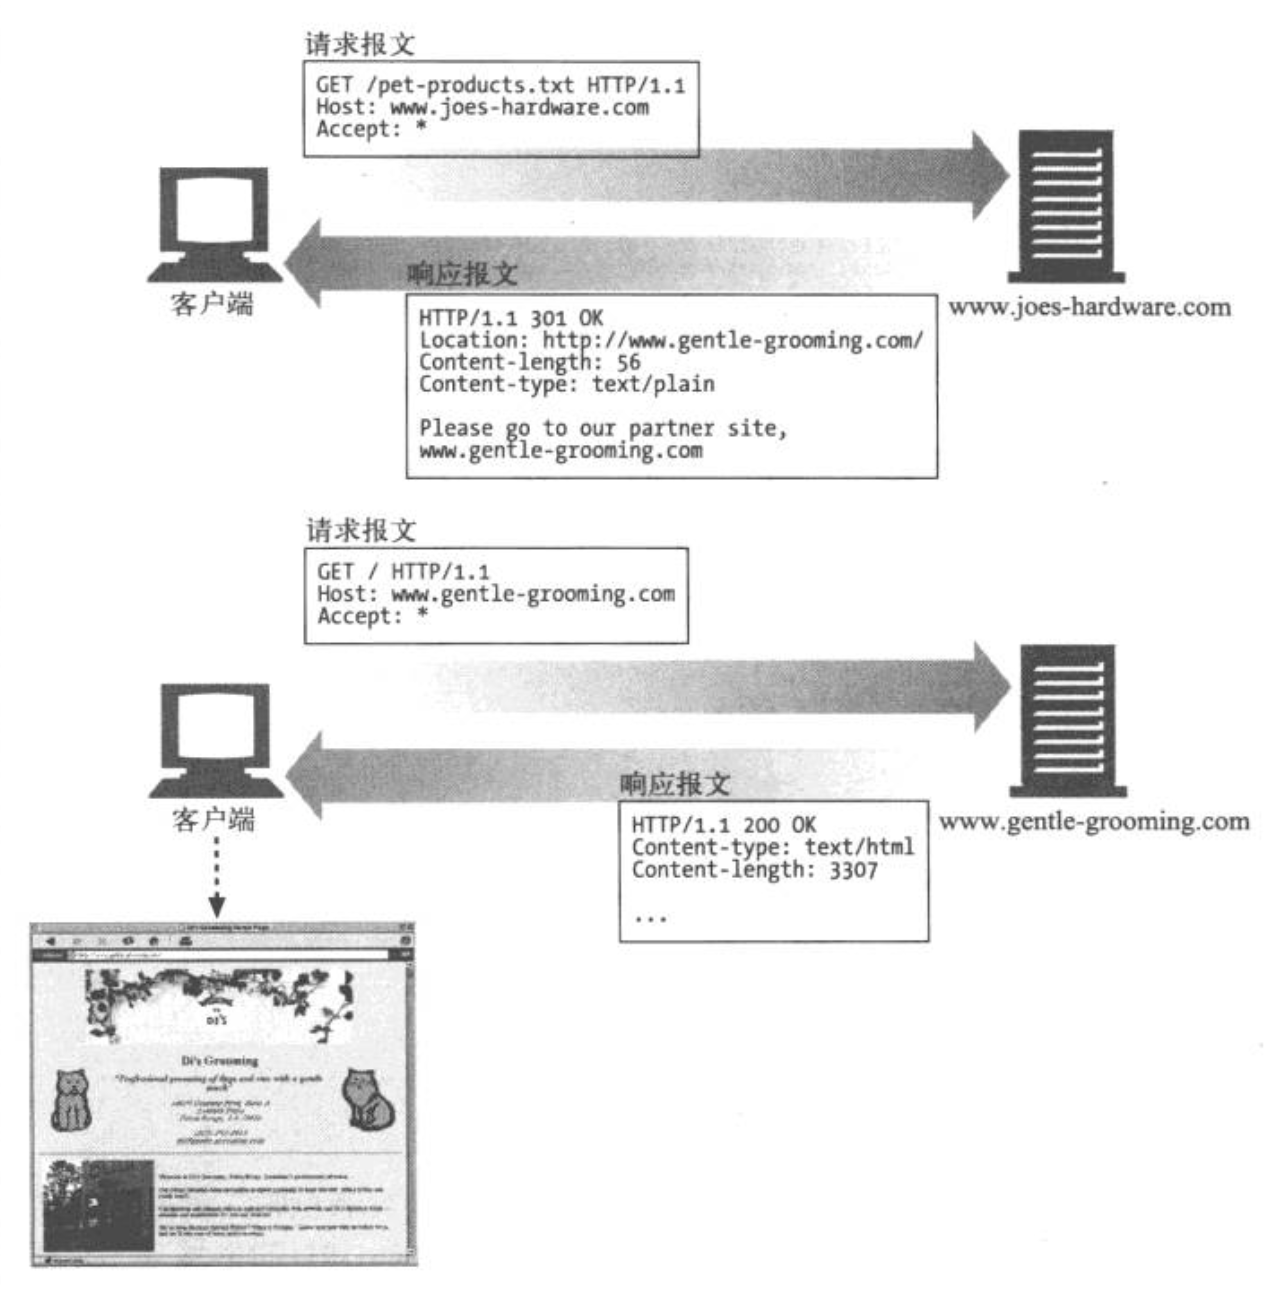 请求报文
GET /pet-products.txt HTTP/1.1
Host: www.joes-hardware.com
Accept: *
客户端
响应报文
www.joes-hardware.com
HTTP/1.1 301 OK
Location: http://www.gentle-grooming.com/
Content-length: 56
Content-type: text/plain
Please go to our partner site,
www.gentle-grooming.com
请求报文
GET / HTTP/1.1
Host: www.gentle-grooming.com
Accept: *
客户端
响应报文
www.gentle-grooming.com
HTTP/1.1 200 OK
Content-type: text/html
Content-length: 3307
...
DI'S
Di's Grooming
"Professional grooming of dogs and cats with a gentle
touch"